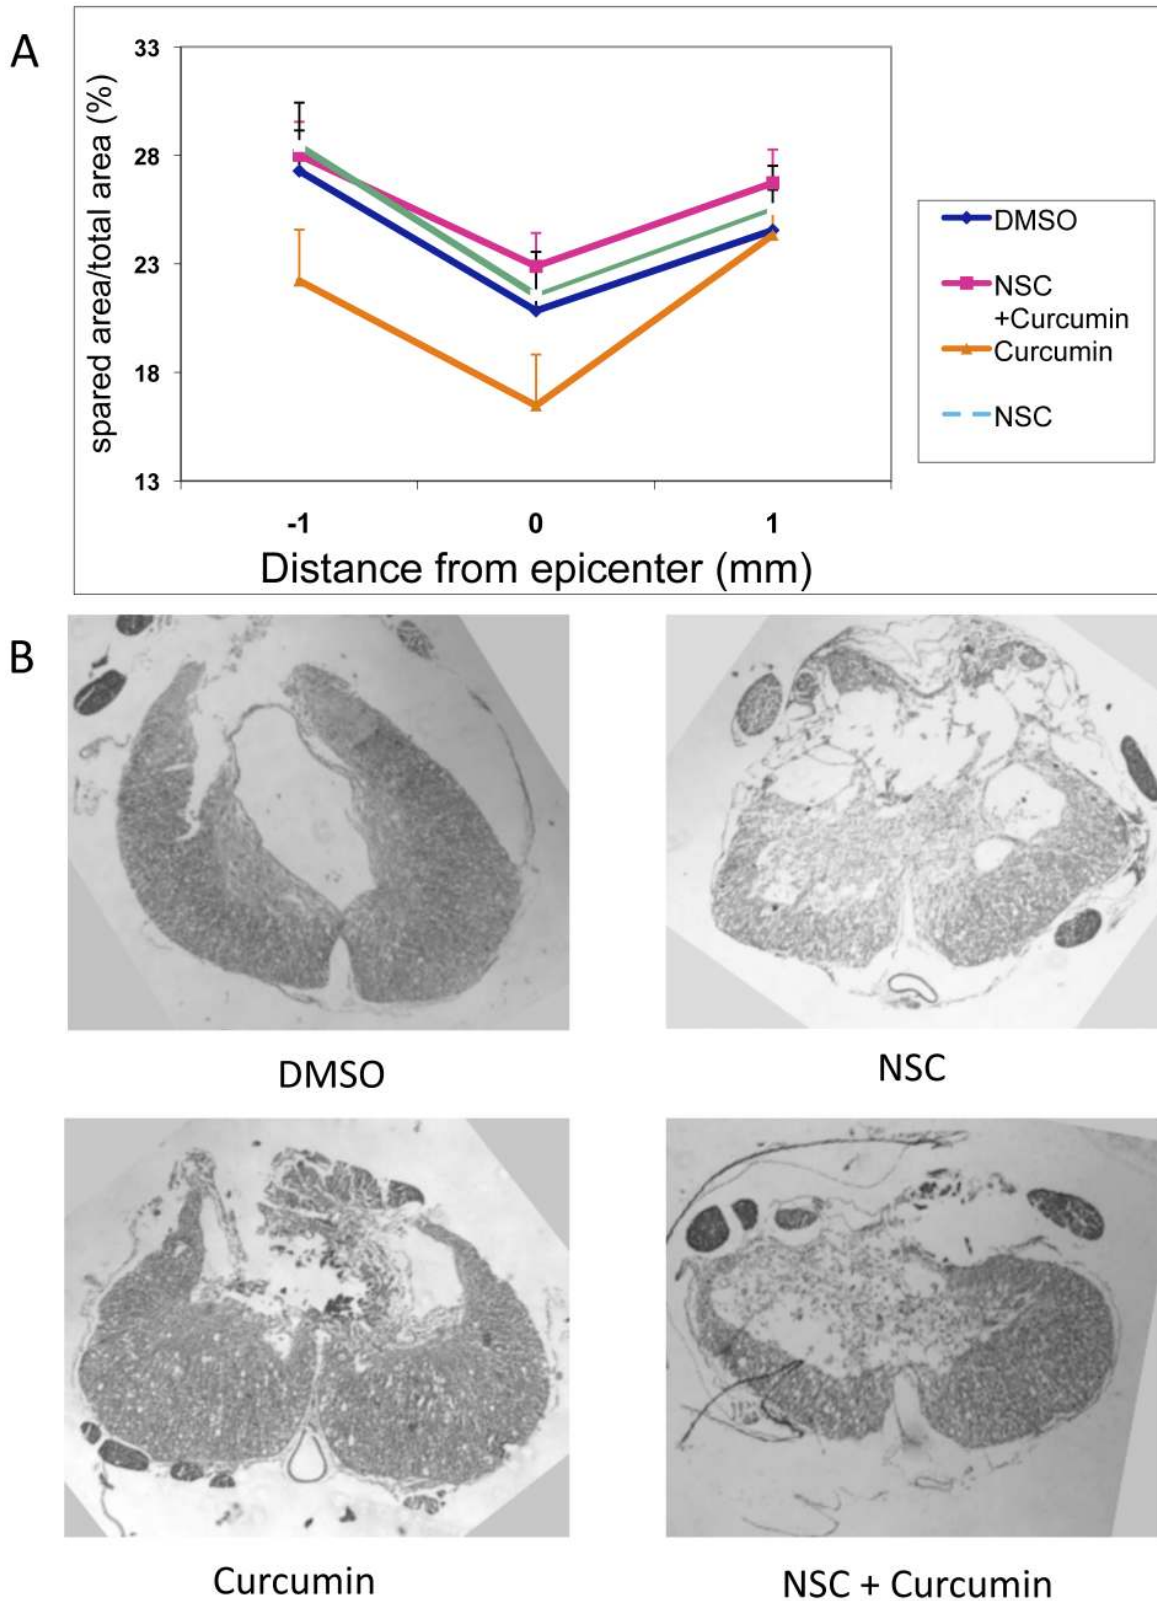 A
33
28
23
18
13
spared area/total area (%)
-1 0 1
Distance from epicenter (mm)
DMSO
NSC
+Curcumin
Curcumin
NSC
B
DMSO
NSC
Curcumin
NSC + Curcumin